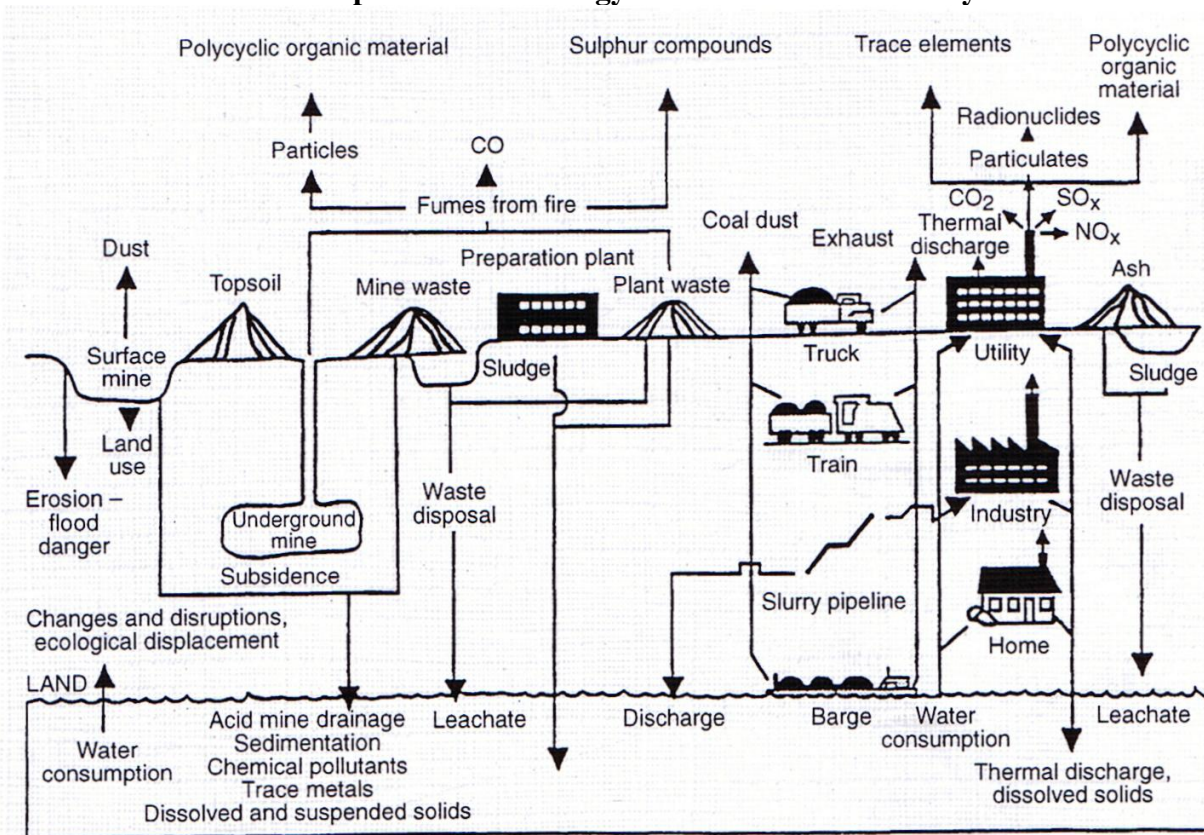 Polycyclic organic material
Sulphur compounds
Trace elements
Polycyclic
organic
material
Radionuclides
Particles
CO
Particulates
Fumes from fire
CO2
SOx
Coal dust
Thermal
discharge
NOx
Exhaust
Dust
Preparation plant
Ash
Topsoil
Mine waste
Plant waste
Surface
mine
Sludge
Truck
Utility
Sludge
Land
use
Train
Erosion –
flood
danger
Waste
disposal
Waste
disposal
Underground
mine
Industry
Subsidence
Slurry pipeline
Changes and disruptions,
ecological displacement
Home
LAND
Acid mine drainage
Sedimentation
Chemical pollutants
Trace metals
Dissolved and suspended solids
Leachate
Discharge
Barge
Water
consumption
Leachate
Water
consumption
Thermal discharge,
dissolved solids